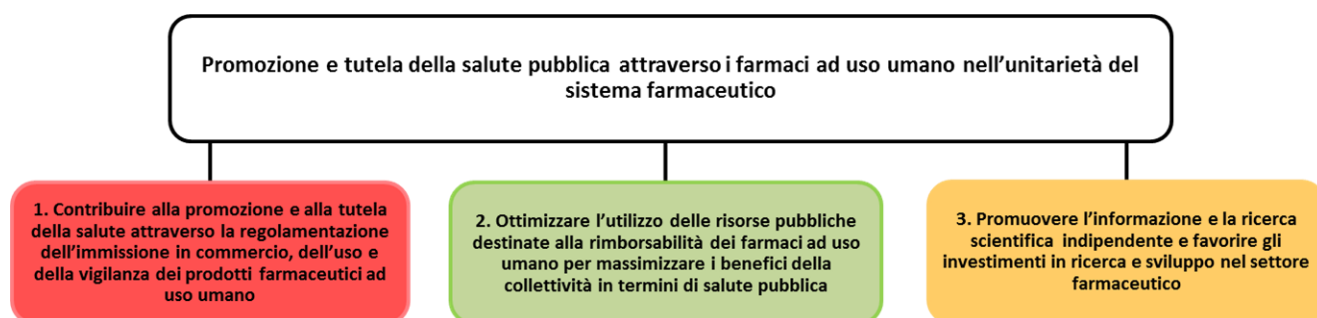 Promozione e tutela della salute pubblica attraverso i farmaci ad uso umano nell’unitarietà del
sistema farmaceutico
1. Contribuire alla promozione e alla tutela
della salute attraverso la regolamentazione
dell’immissione in commercio, dell’uso e
della vigilanza dei prodotti farmaceutici ad
uso umano
2. Ottimizzare l’utilizzo delle risorse pubbliche
destinate alla rimborsabilità dei farmaci ad uso
umano per massimizzare i benefici della
collettività in termini di salute pubblica
3. Promuovere l’informazione e la ricerca
scientifica indipendente e favorire gli
investimenti in ricerca e sviluppo nel settore
farmaceutico